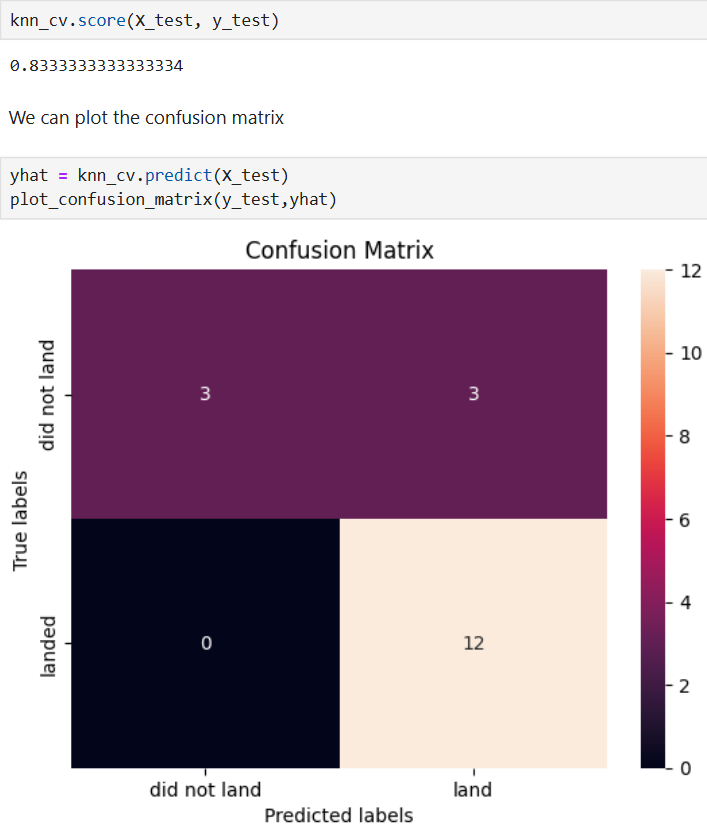 knn_cv.score(X_test, y_test)
0.8333333333333334
We can plot the confusion matrix
yhat = knn_cv.predict(X_test)
plot_confusion_matrix(y_test,yhat)
Confusion Matrix
True labels
did not land
landed
3
3
0
12
did not land
land
Predicted labels
12
10
8
6
4
2
0